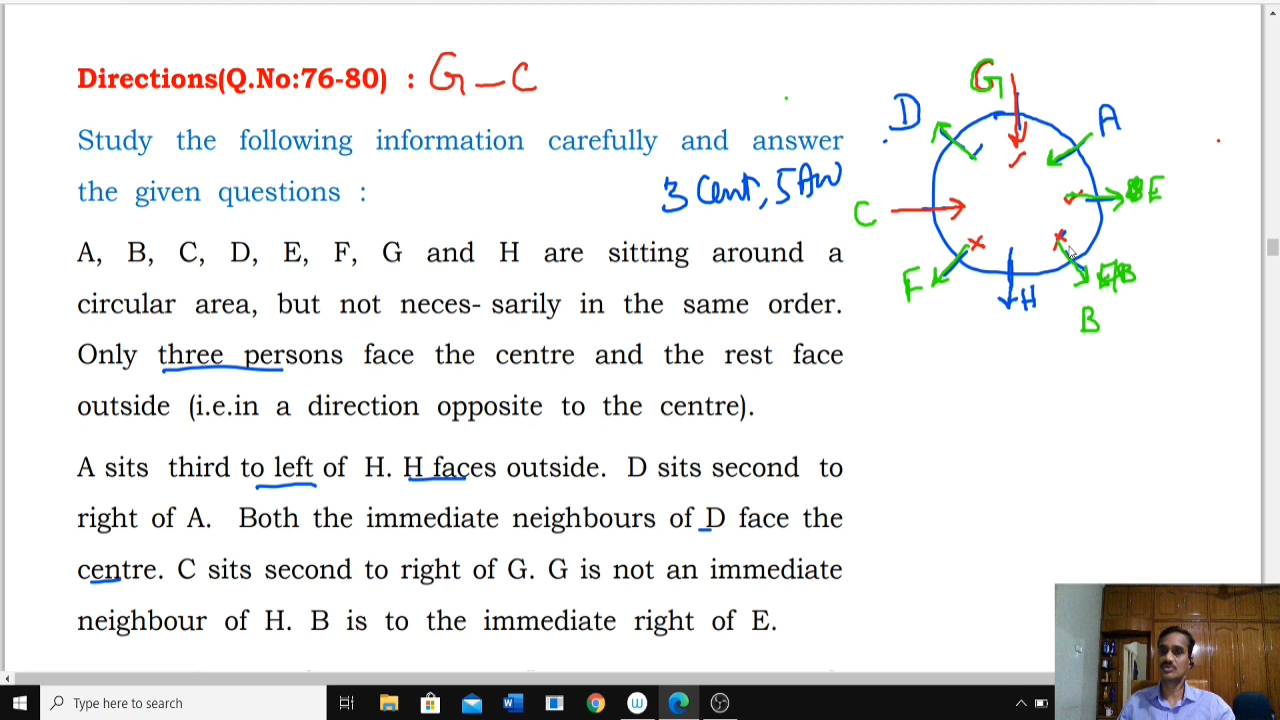 Directions(Q.No:76-80) : G - C
Study the following information carefully and answer
the given questions :
3 Cent, 5 AW
A, B, C, D, E, F, G and H are sitting around a
circular area, but not neces- sarily in the same order.
Only three persons face the centre and the rest face
outside (i.e.in a direction opposite to the centre).
A sits third to left of H. H faces outside. D sits second to
right of A. Both the immediate neighbours of D face the
centre. C sits second to right of G. G is not an immediate
neighbour of H. B is to the immediate right of E.
G
D
A
E
C
F
H
B
Type here to search